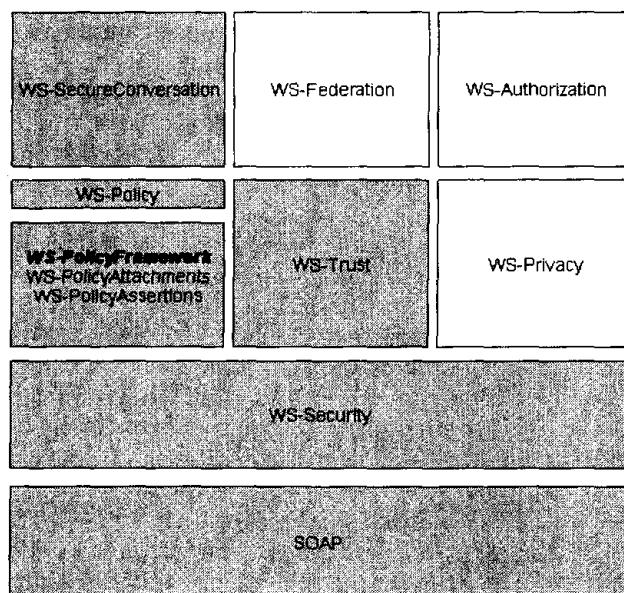 WS-SecureConversation
WS-Federation
WS-Authorization
WS-Policy
WS-PolicyFramework
WS-PolicyAttachments
WS-PolicyAssertions
WS-Trust
WS-Privacy
WS-Security
SOAP